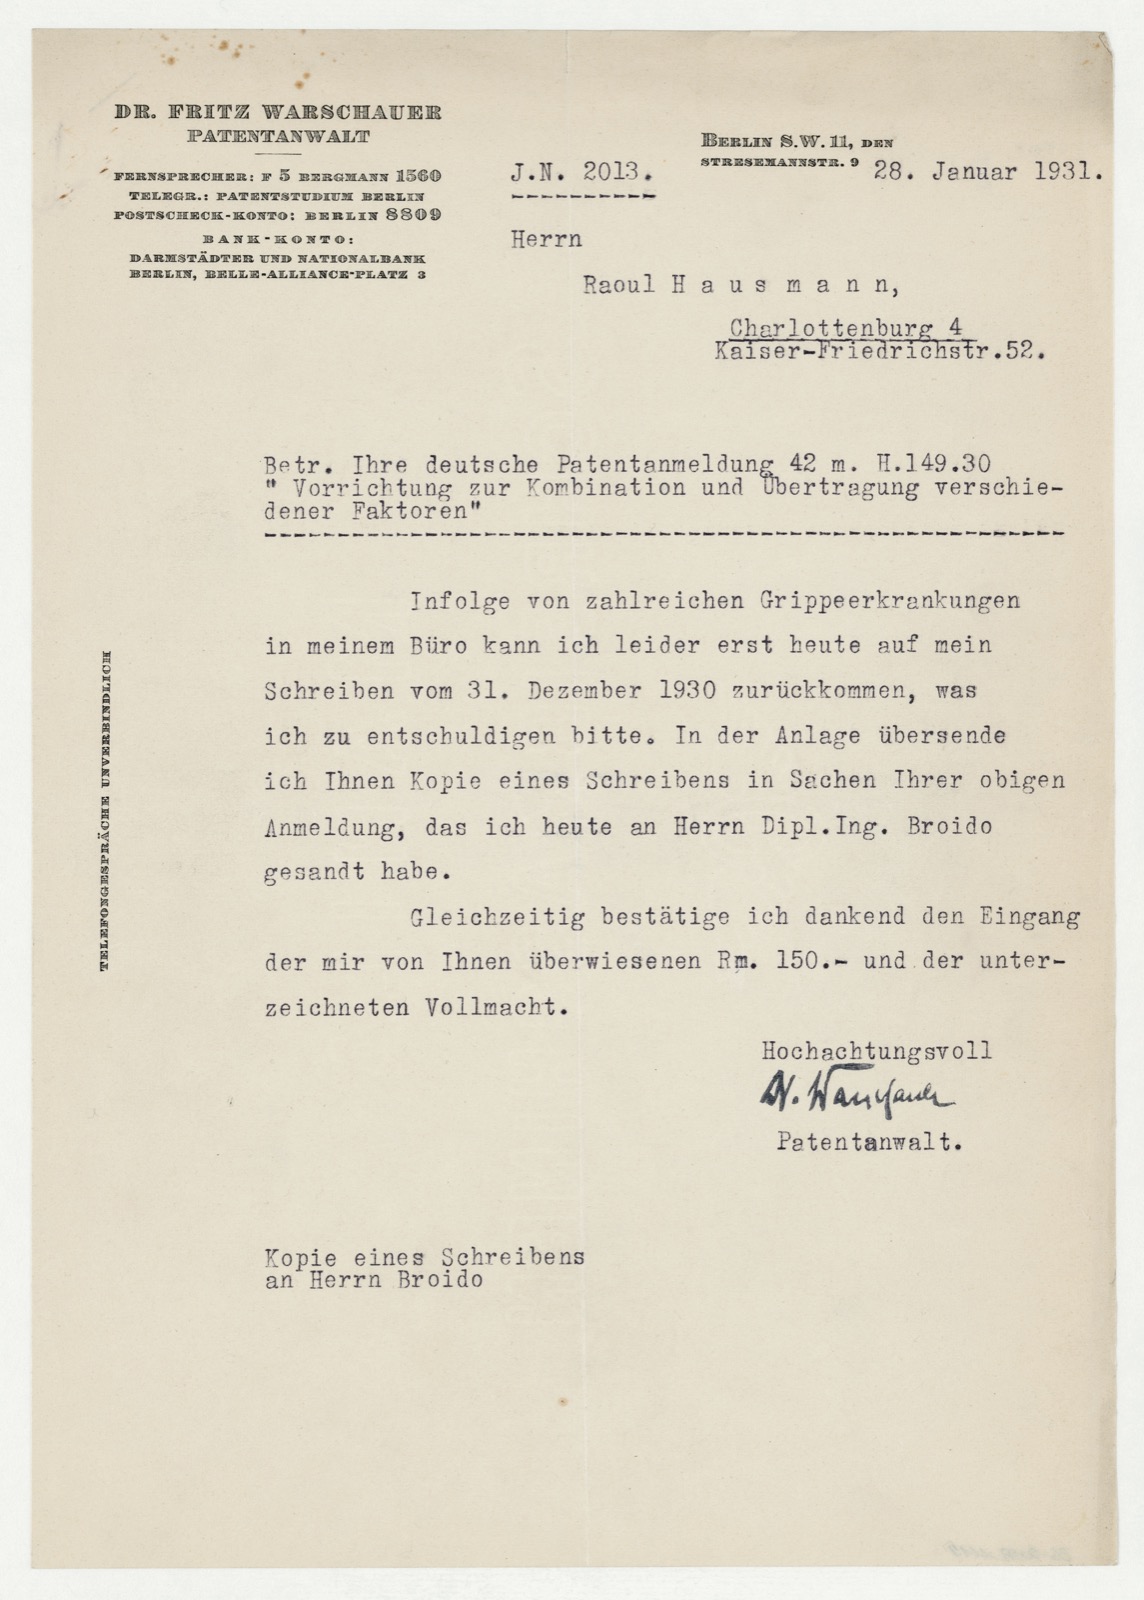 DR. FRITZ WARSCHAUER
PATENTANWALT
FERNSPRECHER: F 5 BERGMANN 1560
TELEGR.: PATENTSTUDIUM BERLIN
POSTSCHECK-KONTO: BERLIN 8809
BANK-KONTO:
DARMSTÄDTER UND NATIONALBANK
BERLIN, BELLE-ALLIANCE-PLATZ 3
BERLIN S.W. 11, DEN
STRESEMANNSTR. 9
28. Januar 1931.
J.N. 2013.
Herrn
Raoul H a u s m a n n,
Charlottenburg 4
Kaiser-Friedrichstr.52.
Betr. Ihre deutsche Patentanmeldung 42 m. H.149.30
" Vorrichtung zur Kombination und Übertragung verschie-
dener Faktoren"
Infolge von zahlreichen Grippeerkrankungen
in meinem Büro kann ich leider erst heute auf mein
Schreiben vom 31. Dezember 1930 zurückkommen, was
ich zu entschuldigen bitte. In der Anlage übersende
ich Ihnen Kopie eines Schreibens in Sachen Ihrer obigen
Anmeldung, das ich heute an Herrn Dipl.Ing. Broido
gesandt habe.
Gleichzeitig bestätige ich dankend den Eingang
der mir von Ihnen überwiesenen Rm. 150.- und der unter-
zeichneten Vollmacht.
Hochachtungsvoll
Dr. Warschauer
Patentanwalt.
Kopie eines Schreibens
an Herrn Broido
TELEFONGESPRÄCHE UNVERBINDLICH